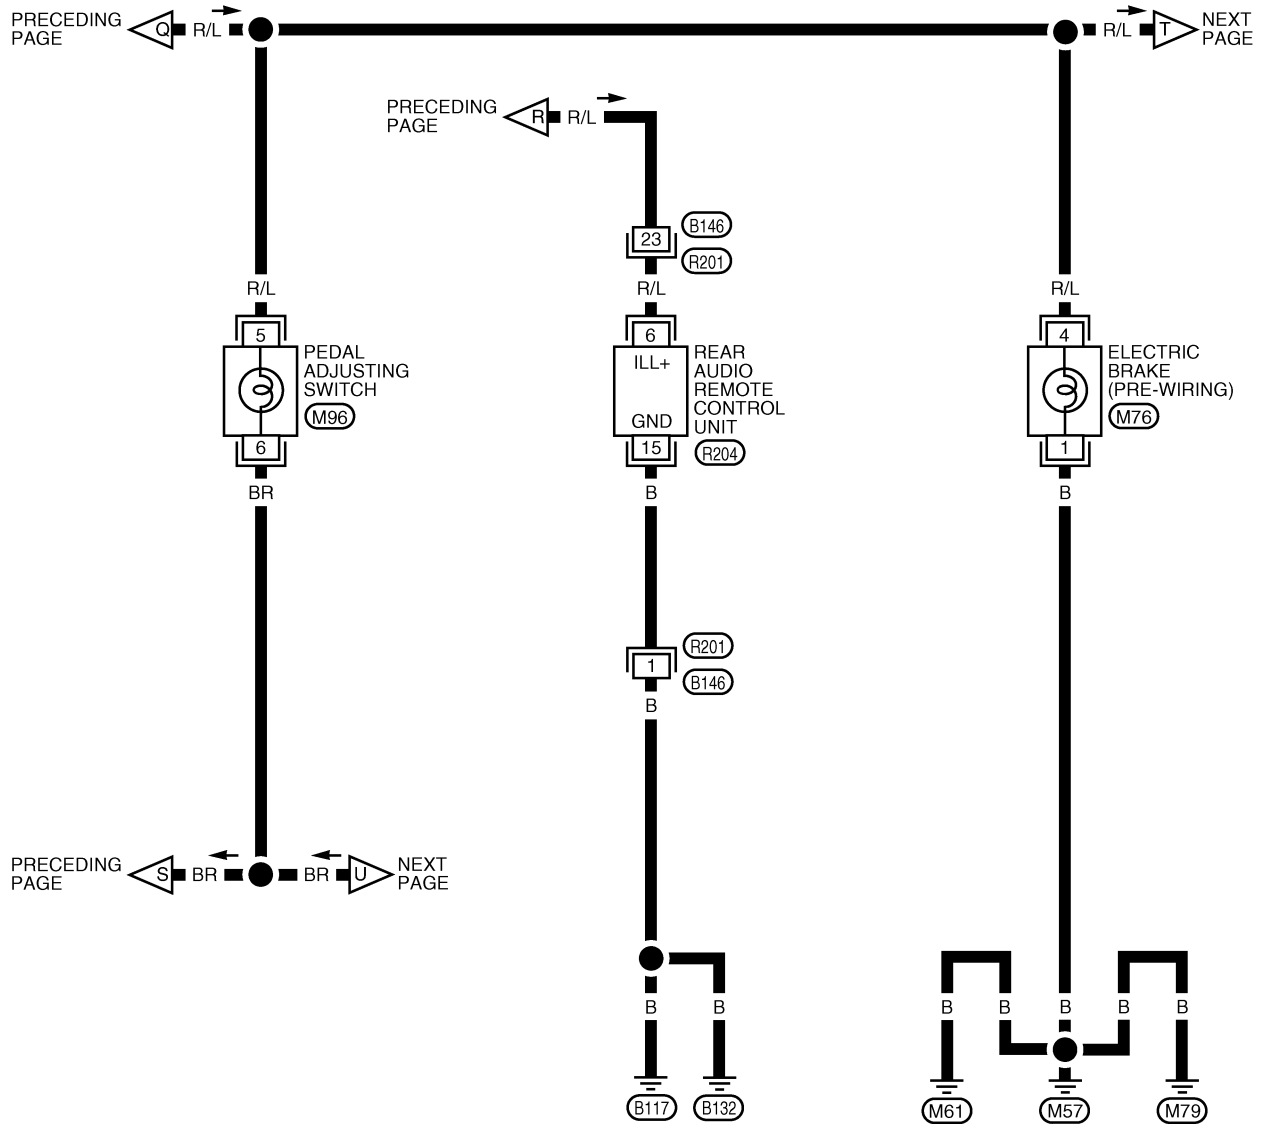 PRECEDING
PAGE
Q
R/L
R/L
T
NEXT
PAGE
PRECEDING
PAGE
R
R/L
23
B146
R201
R/L
R/L
R/L
5
PEDAL
ADJUSTING
SWITCH
M96
6
BR
6
ILL+
GND
15
REAR
AUDIO
REMOTE
CONTROL
UNIT
R204
B
4
ELECTRIC
BRAKE
(PRE-WIRING)
M76
1
B
1
R201
B146
B
PRECEDING
PAGE
S
BR
BR
U
NEXT
PAGE
B
B
B
B
B
B
B
B117
B132
M61
M57
M79